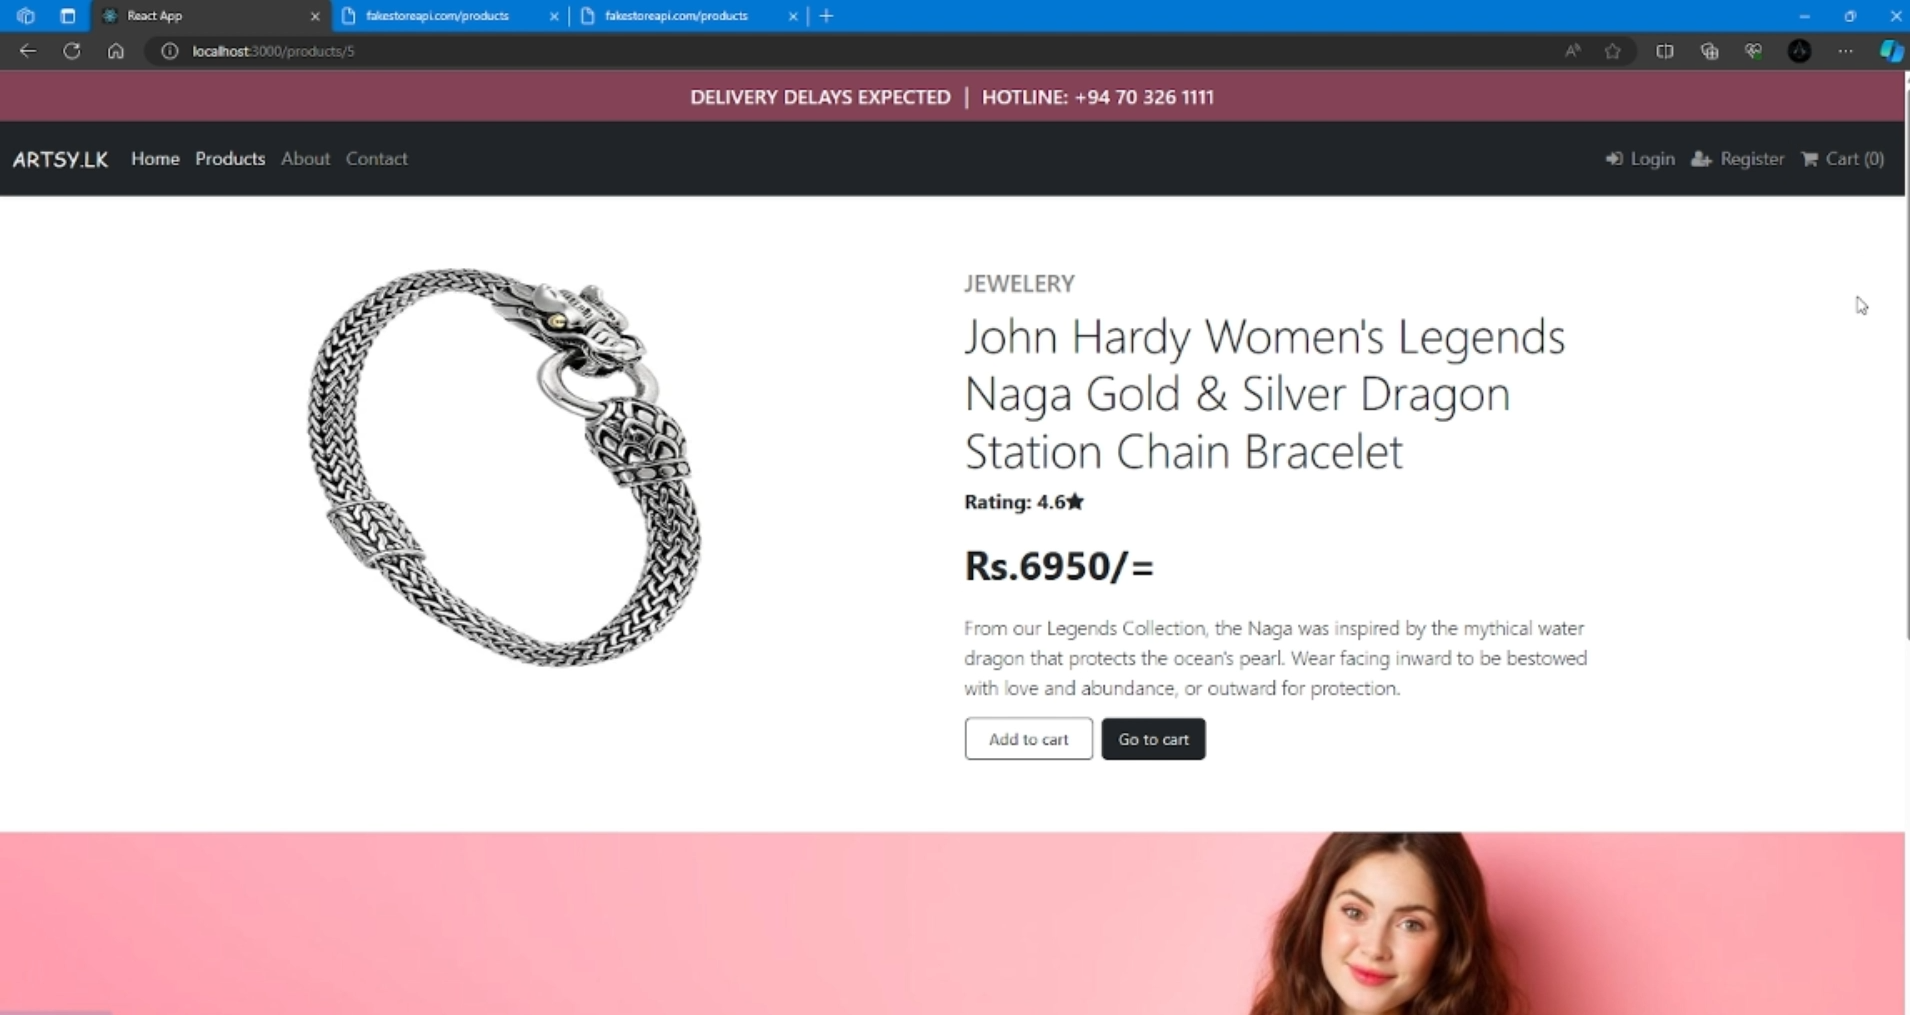 React App
fakestoreapi.com/products
fakestoreapi.com/products
localhost:3000/products/5
DELIVERY DELAYS EXPECTED | HOTLINE: +94 70 326 1111
ARTSY.LK Home Products About Contact Login Register Cart (0)
JEWELERY
John Hardy Women's Legends
Naga Gold & Silver Dragon
Station Chain Bracelet
Rating: 4.6★
Rs.6950/=
From our Legends Collection, the Naga was inspired by the mythical water
dragon that protects the ocean's pearl. Wear facing inward to be bestowed
with love and abundance, or outward for protection.
Add to cart Go to cart